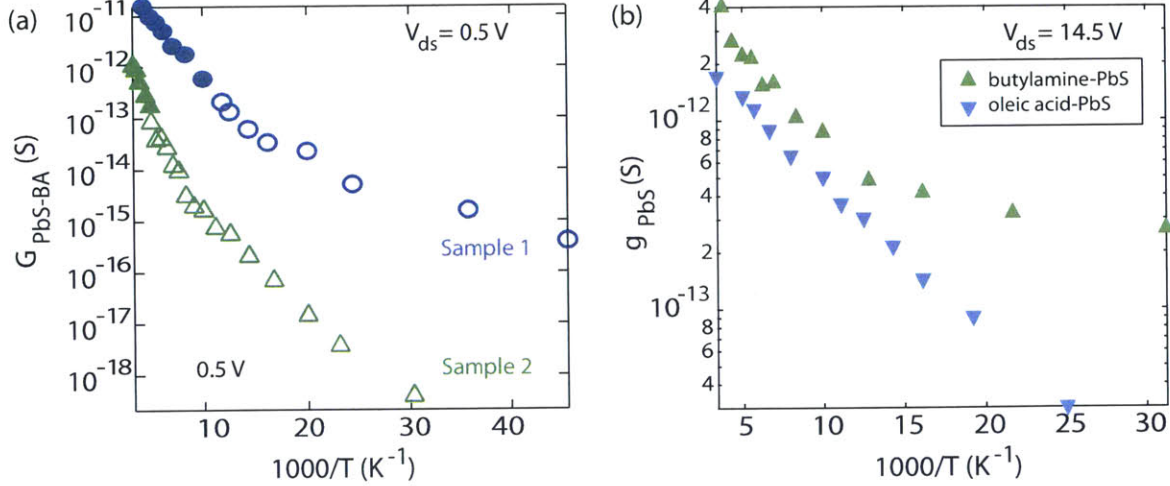 (a)
V_ds = 0.5 V
G_PbS-BA (S)
10^-11
10^-12
10^-13
10^-14
10^-15
10^-16
10^-17
10^-18
Sample 1
Sample 2
0.5 V
10 20 30 40
1000/T (K^-1)
(b)
V_ds = 14.5 V
butylamine-PbS
oleic acid-PbS
g_PbS (S)
4
2
10^-12
8
6
4
2
10^-13
8
6
4
5 10 15 20 25 30
1000/T (K^-1)